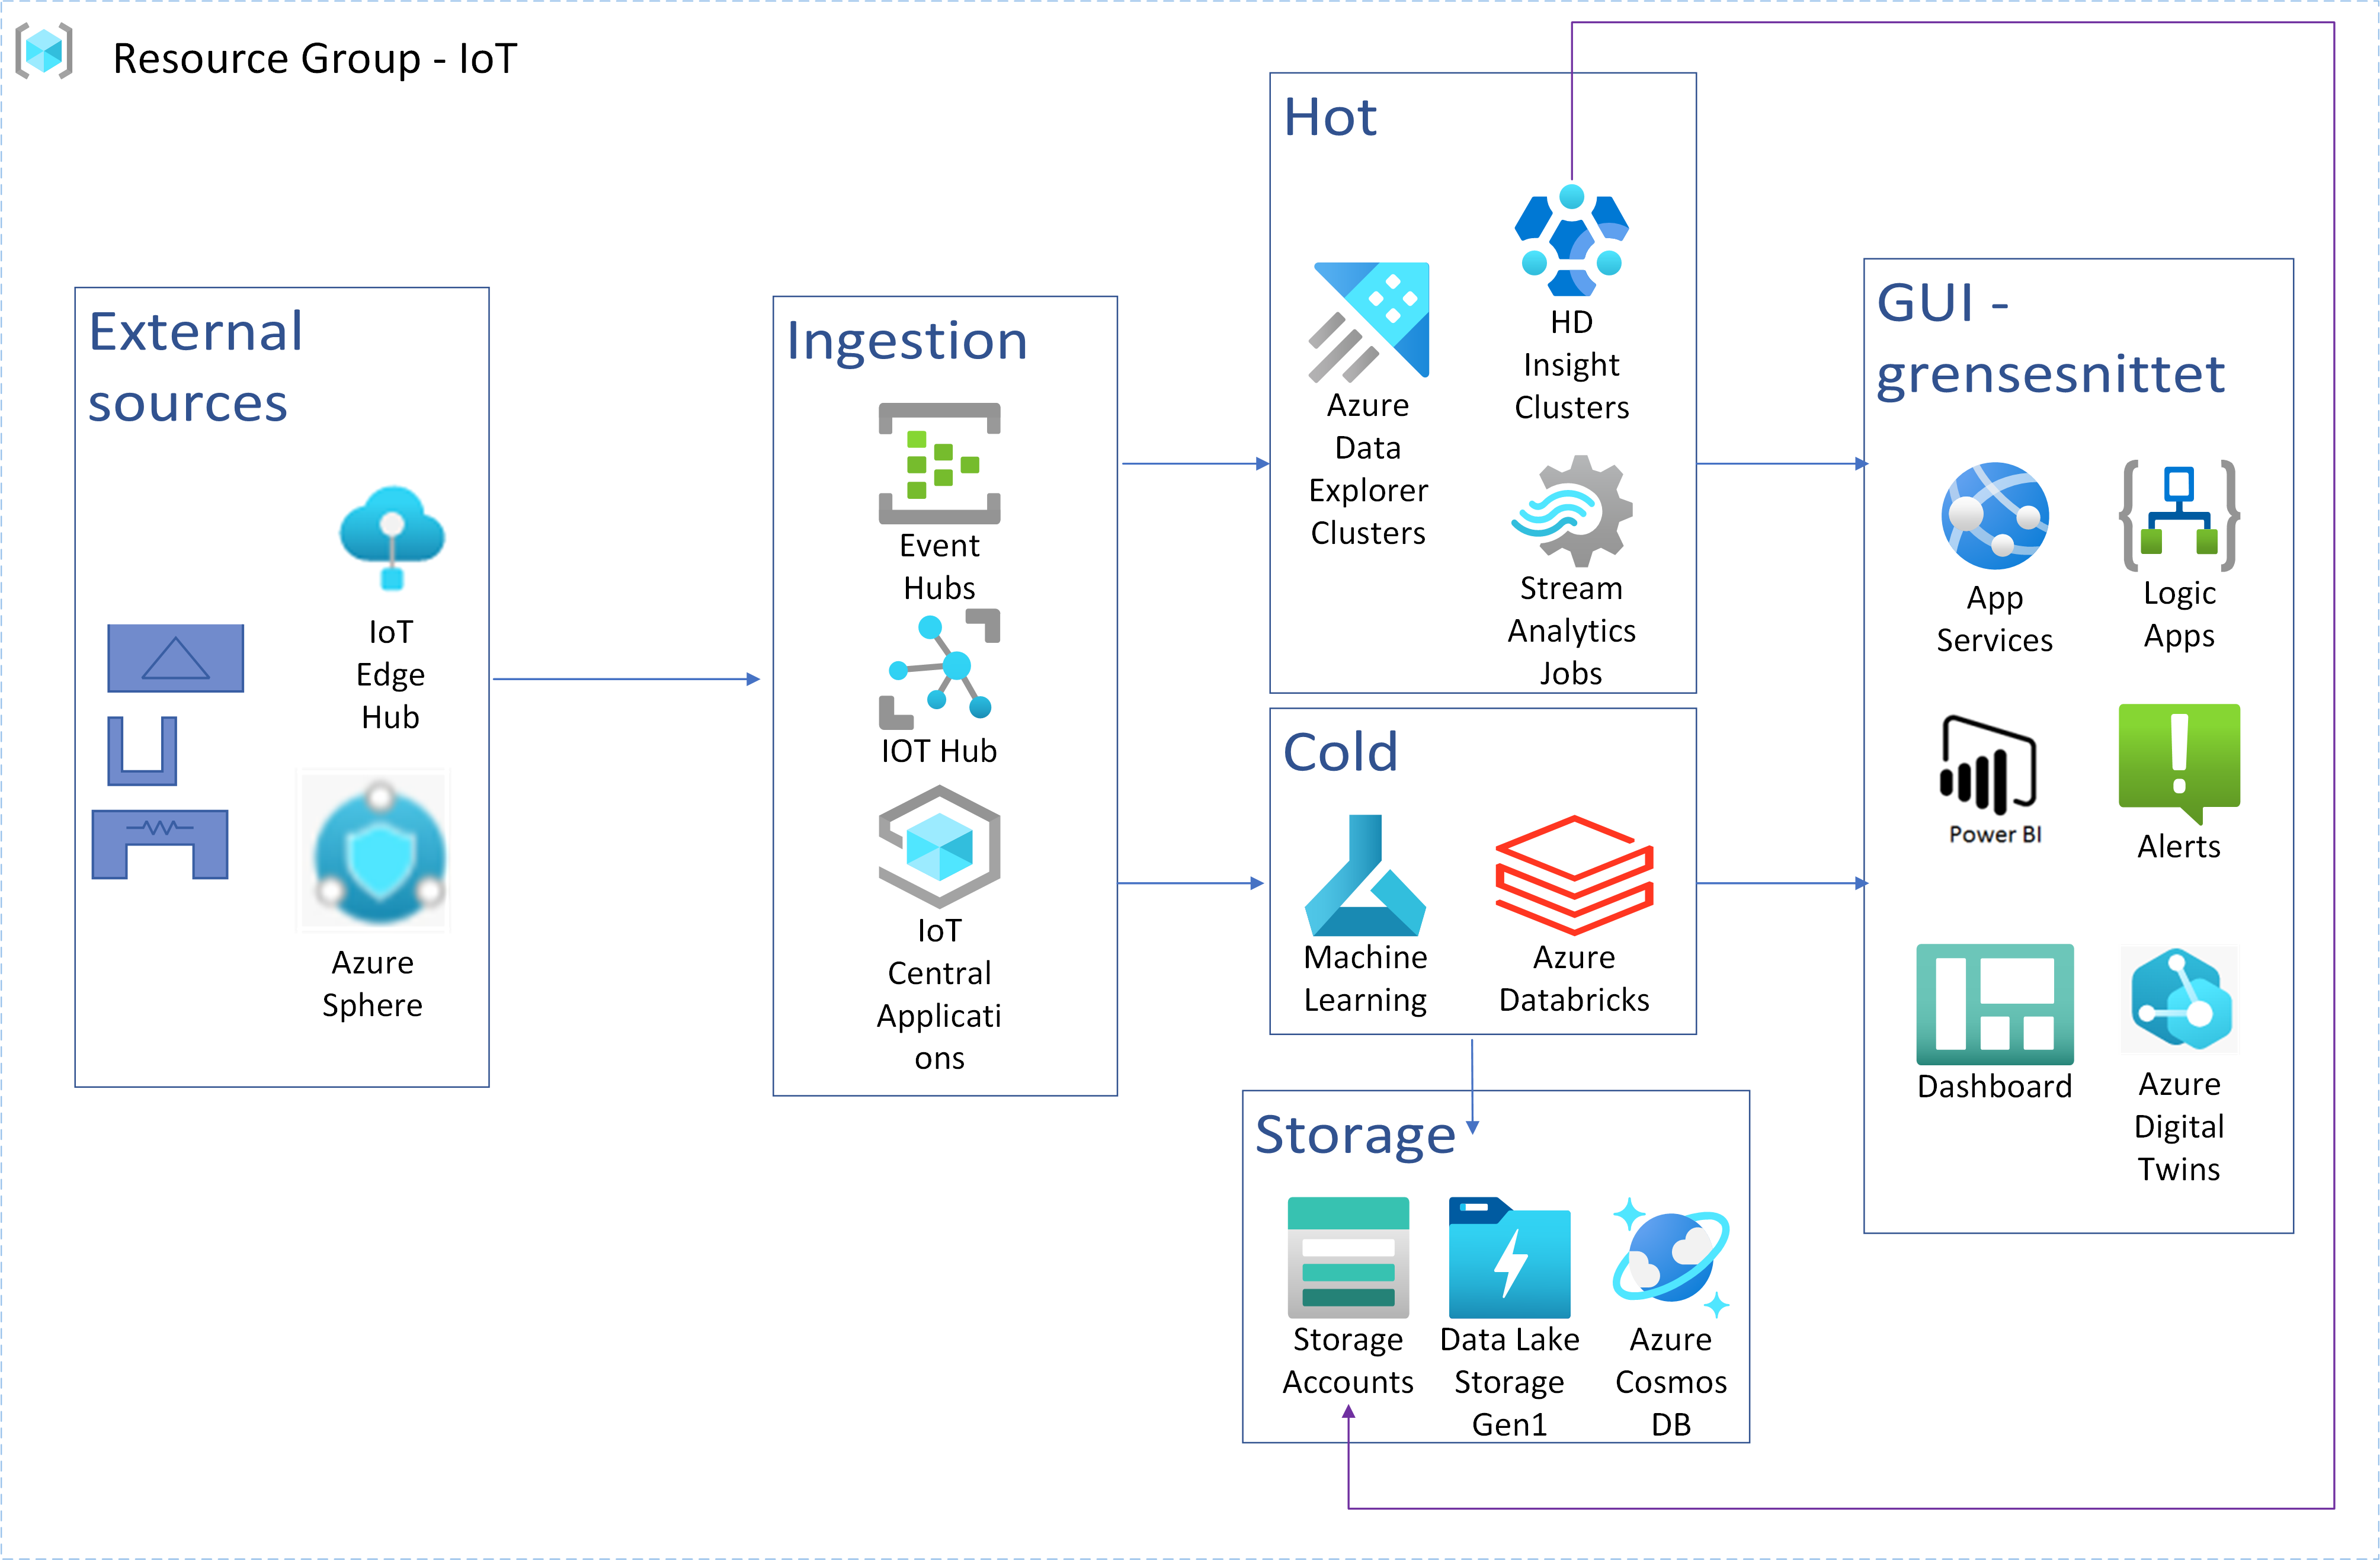 Resource Group - IoT
External
sources
IoT
Edge
Hub
Azure
Sphere
Ingestion
Event
Hubs
IOT Hub
IoT
Central
Applicati
ons
Hot
Azure
Data
Explorer
Clusters
HD
Insight
Clusters
Stream
Analytics
Jobs
Cold
Machine
Learning
Azure
Databricks
Storage
Storage
Accounts
Data Lake
Storage
Gen1
Azure
Cosmos
DB
GUI -
grensesnittet
App
Services
Logic
Apps
Power BI
Alerts
Dashboard
Azure
Digital
Twins